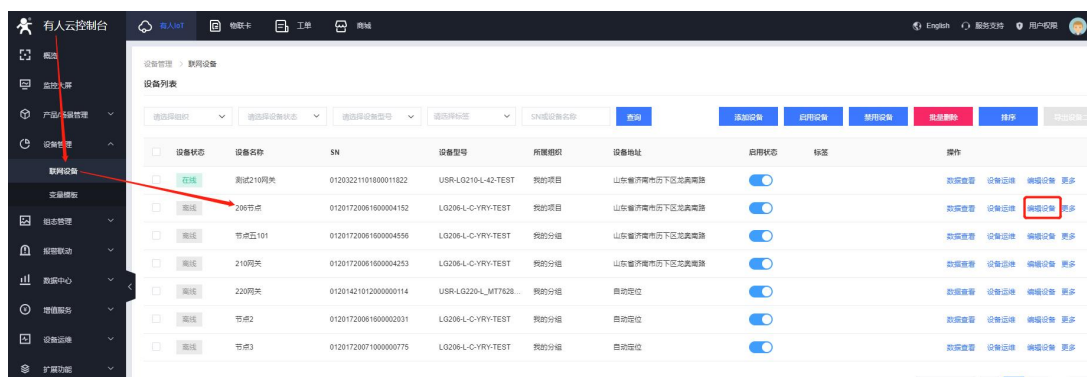 有人云控制台 有人IoT 物联卡 工单 商城 English 服务支持 用户权限
概览
监控大屏
产品/场景管理
设备管理
联网设备
变量模板
组态管理
报警联动
数据中心
增值服务
设备运维
扩展功能
设备管理 > 联网设备
设备列表
请选择组织 请选择设备状态 请选择设备型号 请选择标签 SN或设备名称 查询 添加设备 启用设备 禁用设备 批量删除 排序
设备状态 设备名称 SN 设备型号 所属组织 设备地址 启用状态 标签 操作
在线 测试210网关 01203221101800011822 USR-LG210-L-42-TEST 我的项目 山东省济南市历下区龙奥南路 数据查看 设备运维 编辑设备 更多
离线 206节点 01201720061600004152 LG206-L-C-YRY-TEST 我的项目 山东省济南市历下区龙奥南路 数据查看 设备运维 编辑设备 更多
离线 节点五101 01201720061600004556 LG206-L-C-YRY-TEST 我的分组 山东省济南市历下区龙奥南路 数据查看 设备运维 编辑设备 更多
离线 210网关 01201720061600004253 LG206-L-C-YRY-TEST 我的分组 山东省济南市历下区龙奥南路 数据查看 设备运维 编辑设备 更多
离线 220网关 01201421012000000114 USR-LG220-L_MT7628... 我的分组 自动定位 数据查看 设备运维 编辑设备 更多
离线 节点2 01201720061600002031 LG206-L-C-YRY-TEST 我的分组 自动定位 数据查看 设备运维 编辑设备 更多
离线 节点3 01201720071000000775 LG206-L-C-YRY-TEST 我的分组 自动定位 数据查看 设备运维 编辑设备 更多